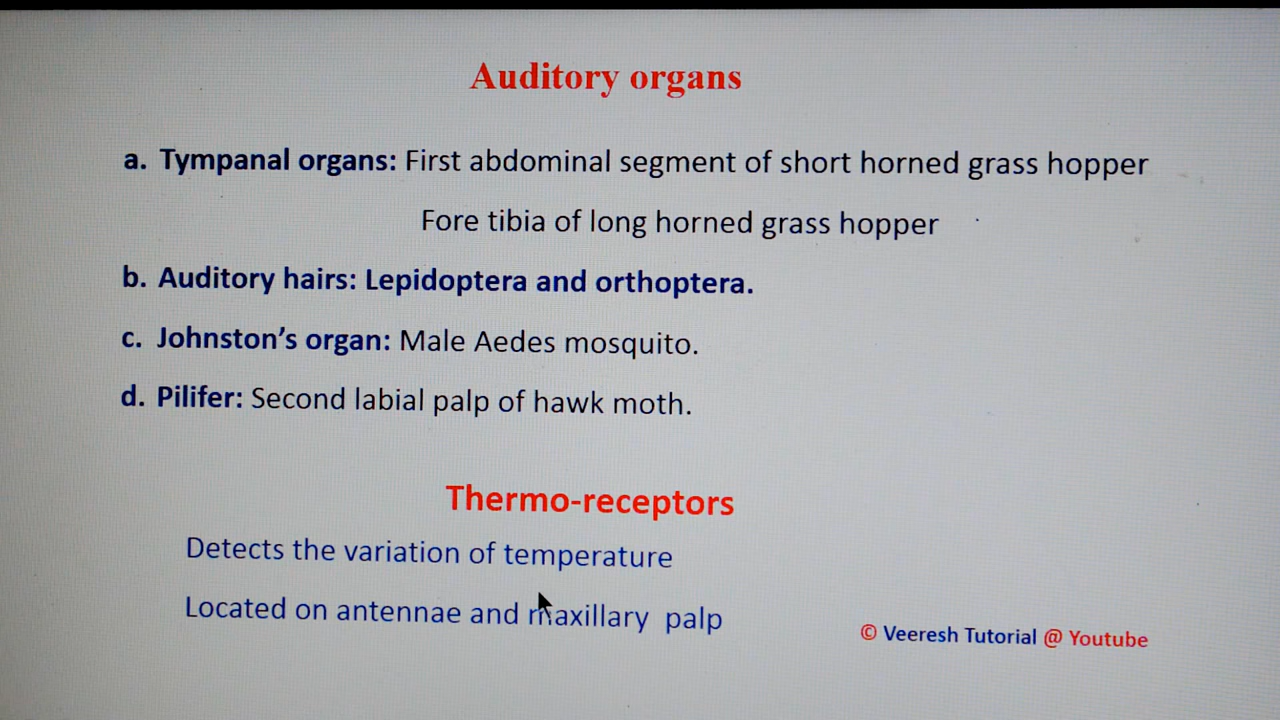 Auditory organs
a. Tympanal organs: First abdominal segment of short horned grass hopper
Fore tibia of long horned grass hopper
b. Auditory hairs: Lepidoptera and orthoptera.
c. Johnston's organ: Male Aedes mosquito.
d. Pilifer: Second labial palp of hawk moth.
Thermo-receptors
Detects the variation of temperature
Located on antennae and maxillary palp
© Veeresh Tutorial @ Youtube